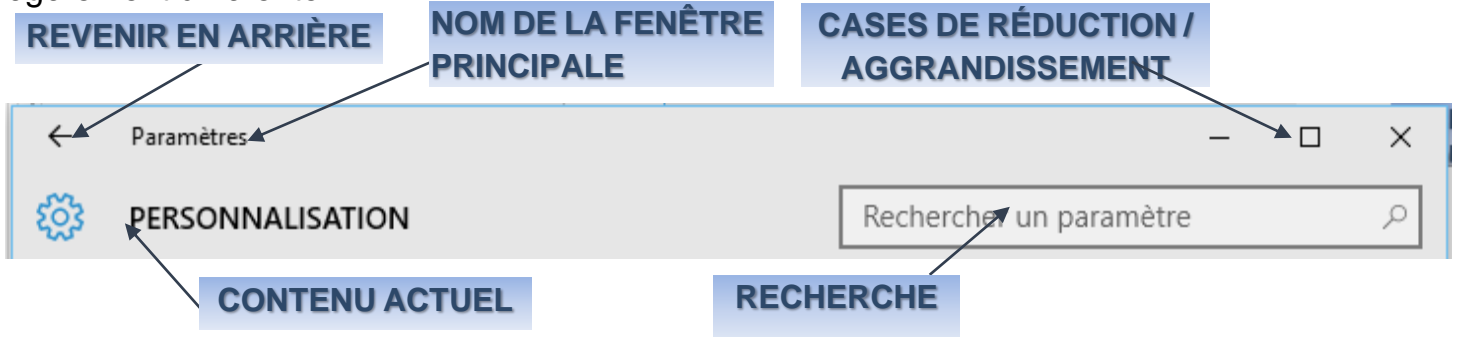 REVENIR EN ARRIÈRE
NOM DE LA FENÊTRE
PRINCIPALE
CASES DE RÉDUCTION /
AGGRANDISSEMENT
Paramètres
PERSONNALISATION
Rechercher un paramètre
CONTENU ACTUEL
RECHERCHE